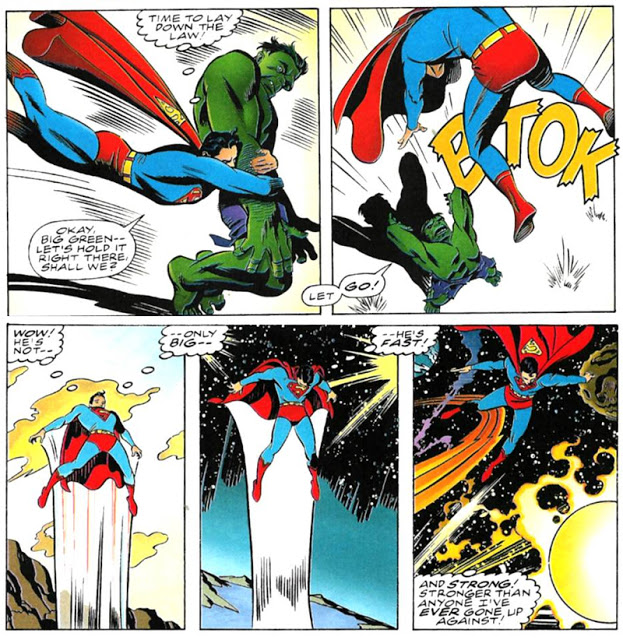 TIME TO LAY
DOWN THE
LAW!
OKAY,
BIG GREEN--
LET'S HOLD IT
RIGHT THERE,
SHALL WE?
BTOK
LET GO!
WOW!
HE'S
NOT--
--ONLY
BIG--
--HE'S
FAST!
AND STRONG!
STRONGER THAN
ANYONE I'VE
EVER GONE UP
AGAINST!